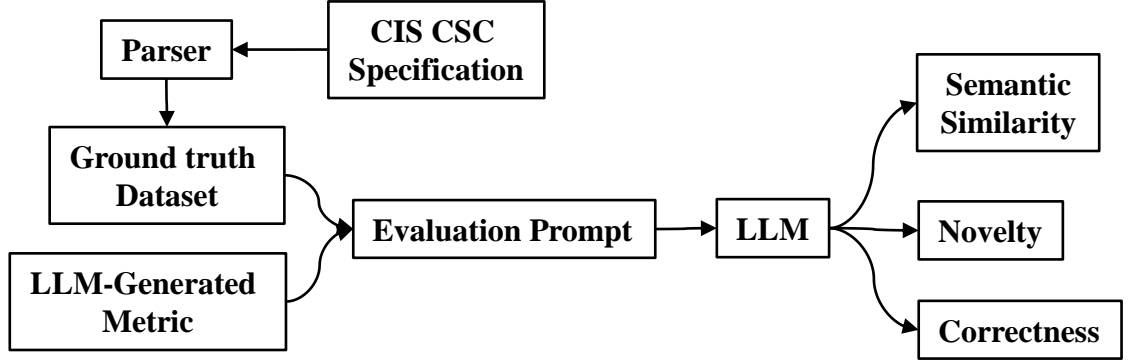 Parser
CIS CSC
Specification
Ground truth
Dataset
LLM-Generated
Metric
Evaluation Prompt
LLM
Semantic
Similarity
Novelty
Correctness